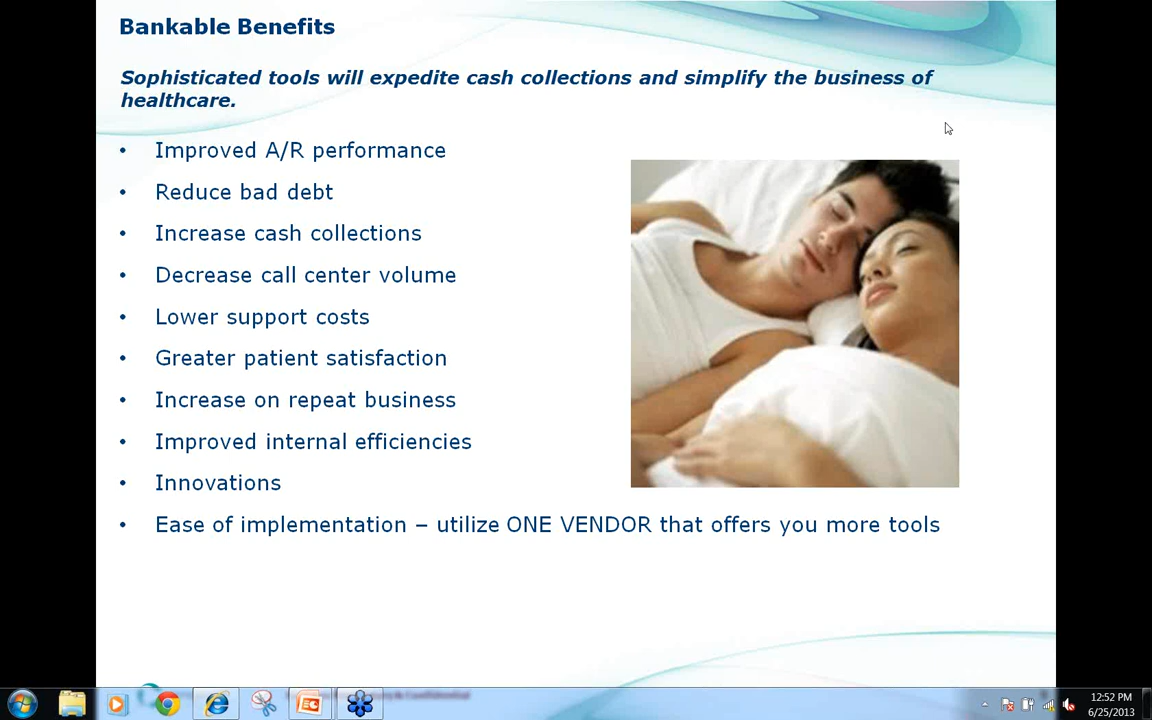 Bankable Benefits
Sophisticated tools will expedite cash collections and simplify the business of
healthcare.
• Improved A/R performance
• Reduce bad debt
• Increase cash collections
• Decrease call center volume
• Lower support costs
• Greater patient satisfaction
• Increase on repeat business
• Improved internal efficiencies
• Innovations
• Ease of implementation – utilize ONE VENDOR that offers you more tools
12:52 PM
6/25/2013